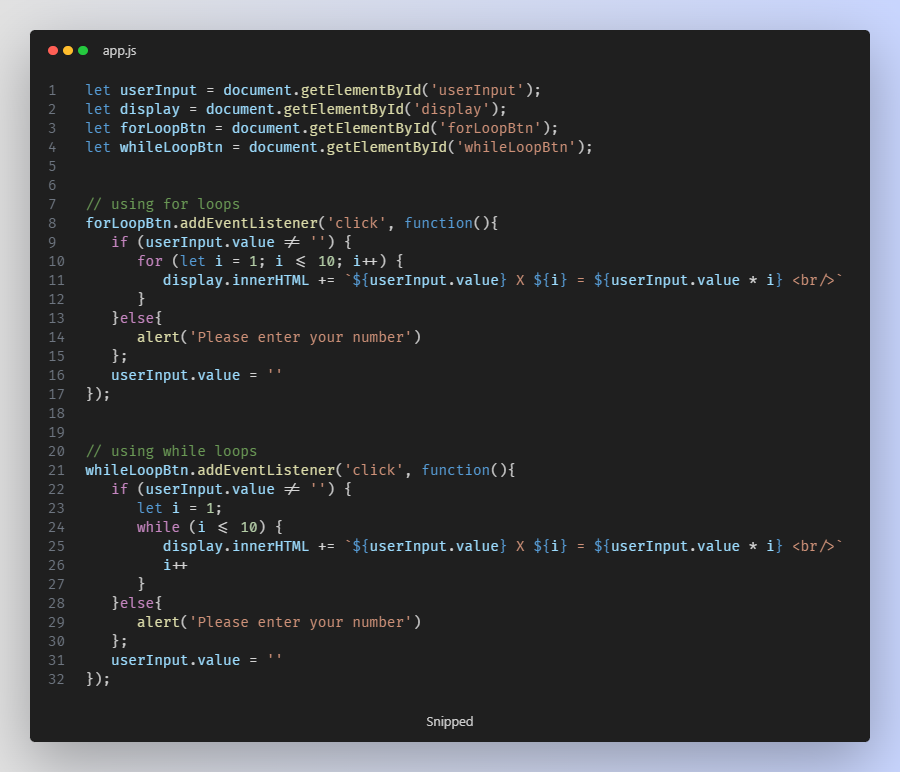 app.js
1 let userInput = document.getElementById('userInput');
2 let display = document.getElementById('display');
3 let forLoopBtn = document.getElementById('forLoopBtn');
4 let whileLoopBtn = document.getElementById('whileLoopBtn');
5
6
7 // using for loops
8 forLoopBtn.addEventListener('click', function(){
9    if (userInput.value != '') {
10       for (let i = 1; i <= 10; i++) {
11          display.innerHTML += `${userInput.value} X ${i} = ${userInput.value * i} <br/>`
12       }
13    }else{
14       alert('Please enter your number')
15    };
16    userInput.value = ''
17 });
18
19
20 // using while loops
21 whileLoopBtn.addEventListener('click', function(){
22    if (userInput.value != '') {
23       let i = 1;
24       while (i <= 10) {
25          display.innerHTML += `${userInput.value} X ${i} = ${userInput.value * i} <br/>`
26          i++
27       }
28    }else{
29       alert('Please enter your number')
30    };
31    userInput.value = ''
32 });
Snipped